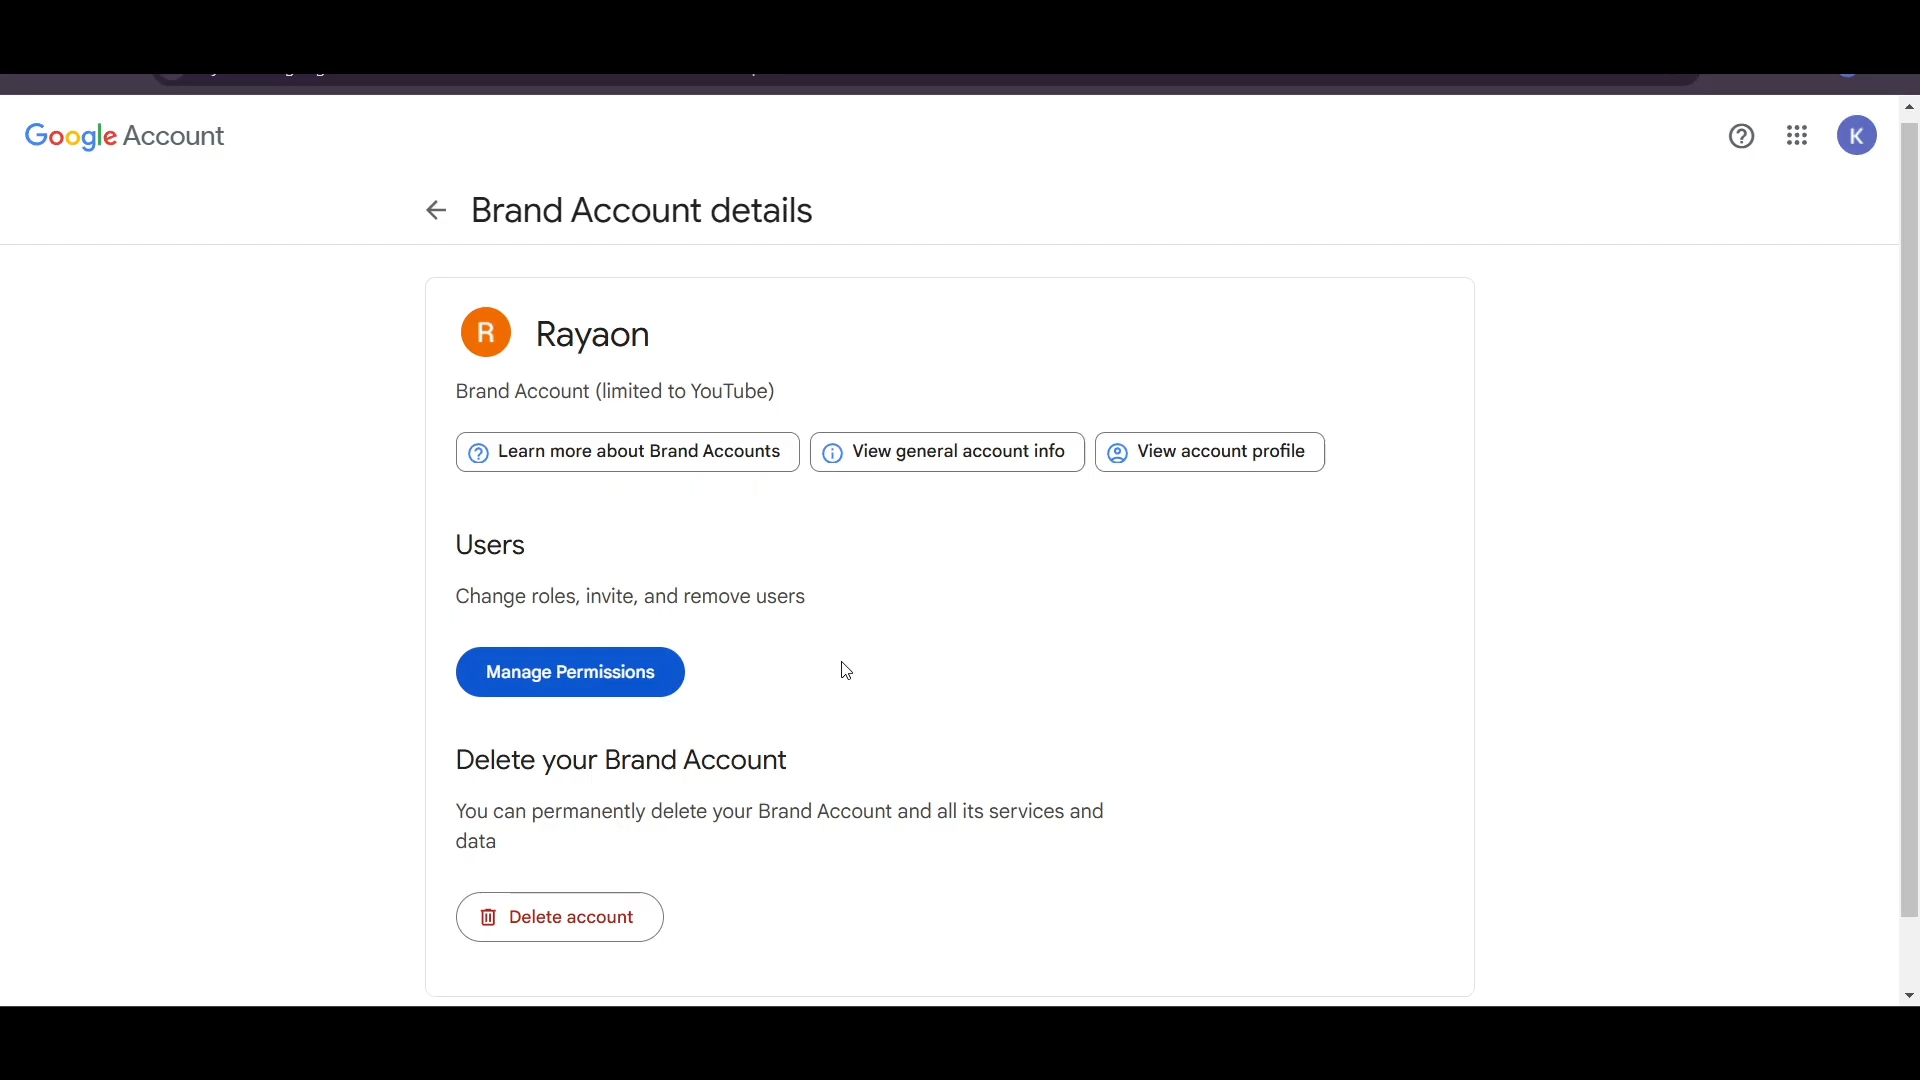 Google Account
K
Brand Account details
R
Rayaon
Brand Account (limited to YouTube)
Learn more about Brand Accounts
View general account info
View account profile
Users
Change roles, invite, and remove users
Manage Permissions
Delete your Brand Account
You can permanently delete your Brand Account and all its services and
data
Delete account